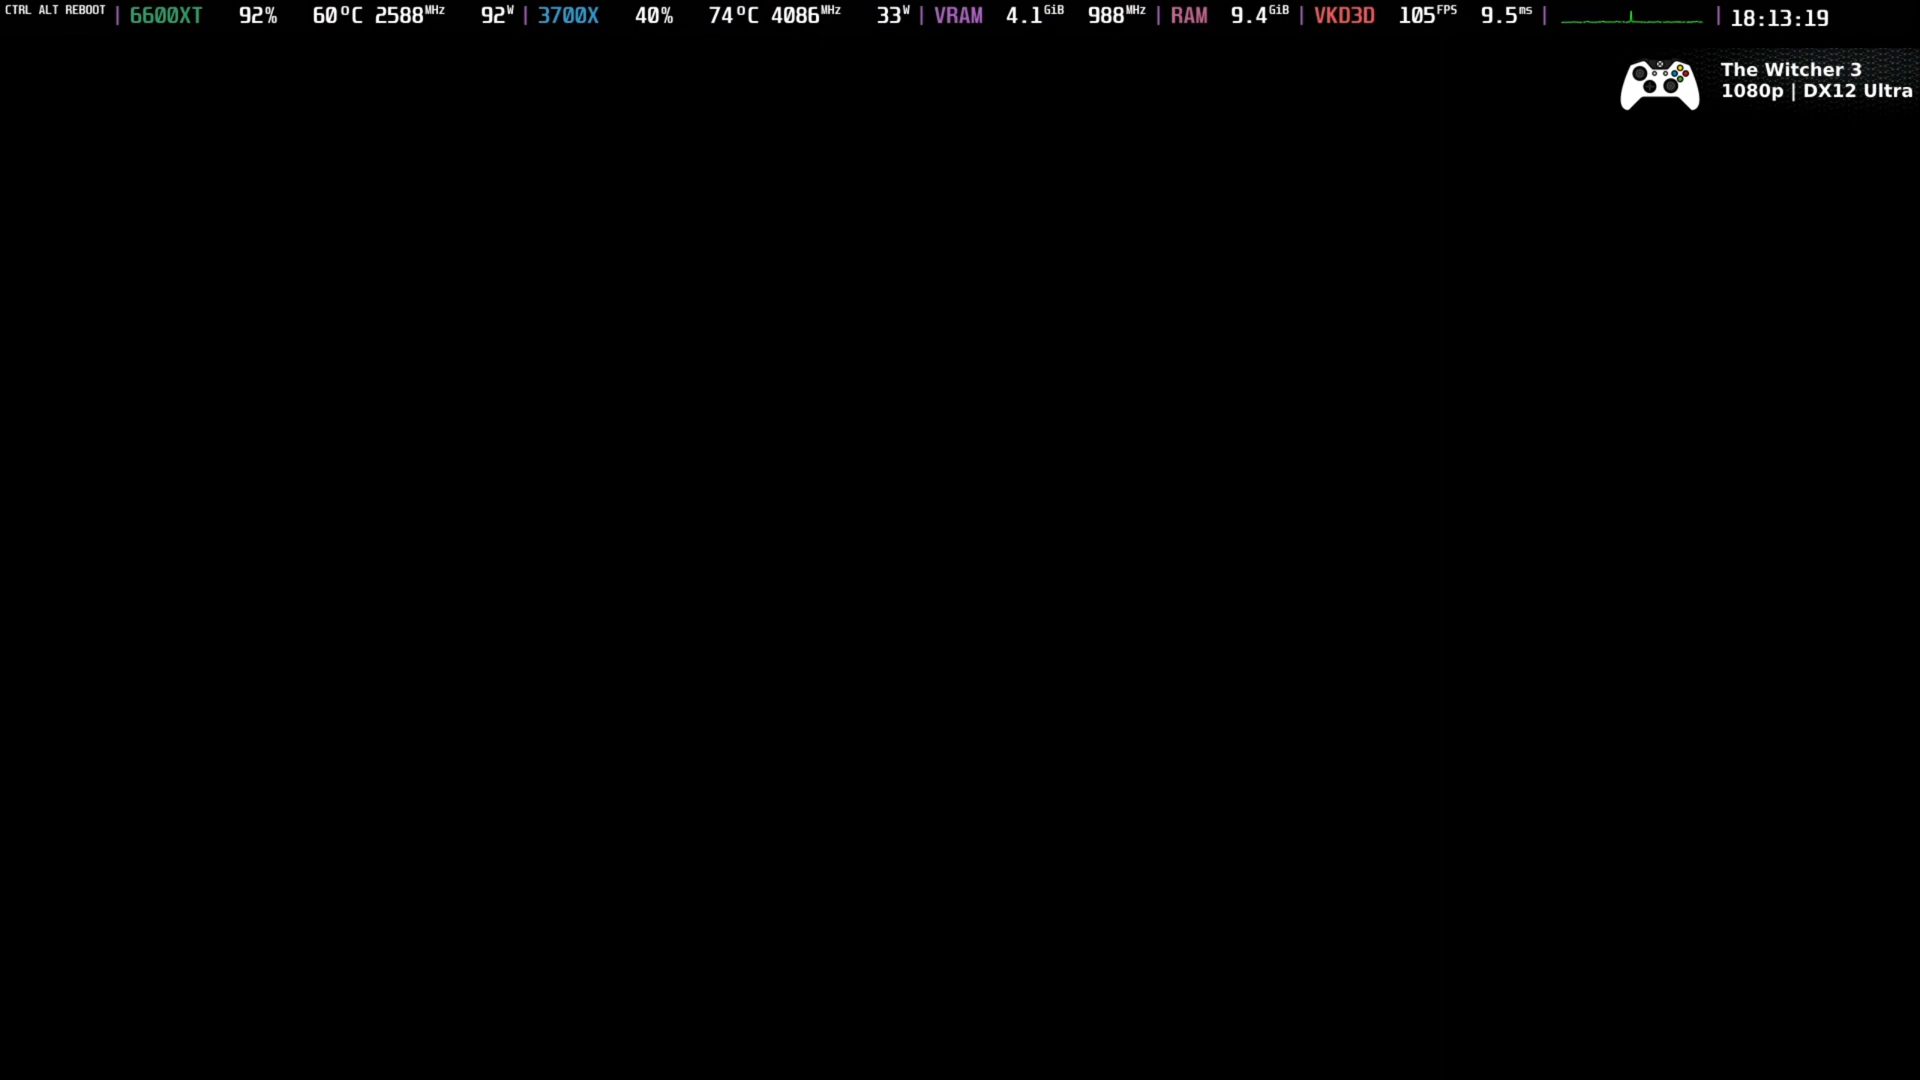 CTRL ALT REBOOT | 6600XT 92% 60°C 2588MHz 92W | 3700X 40% 74°C 4086MHz 33W | VRAM 4.1GiB 988MHz | RAM 9.4GiB | VKD3D 105FPS 9.5ms | | 18:13:19
The Witcher 3
1080p | DX12 Ultra